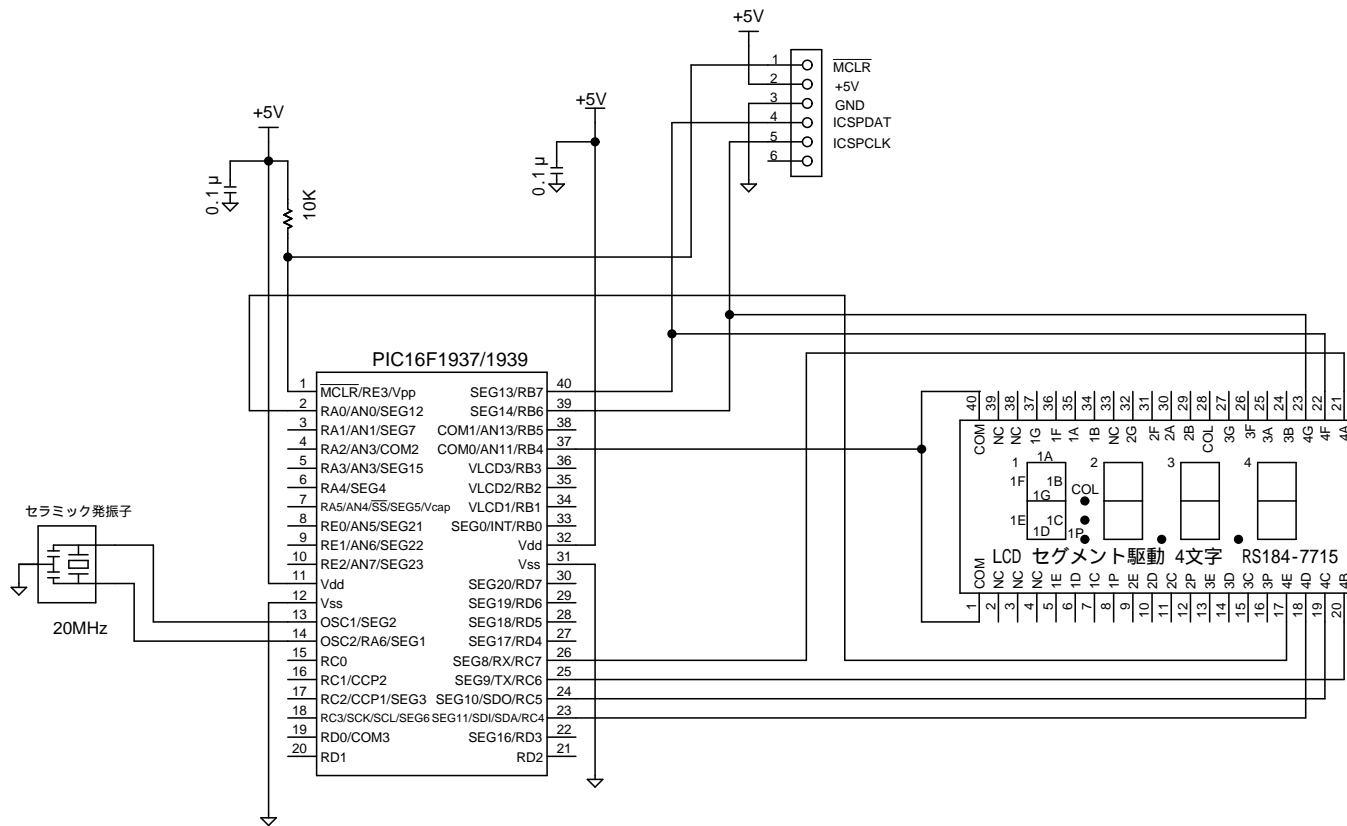 +5V
1 MCLR
2 +5V
3 GND
4 ICSPDAT
5 ICSPCLK
6
+5V
+5V
0.1 μ
10K
0.1 μ
PIC16F1937/1939
1 MCLR/RE3/Vpp
2 RA0/AN0/SEG12
3 RA1/AN1/SEG7
4 RA2/AN3/COM2
5 RA3/AN3/SEG15
6 RA4/SEG4
7 RA5/AN4/SS/SEG5/Vcap
8 RE0/AN5/SEG21
9 RE1/AN6/SEG22
10 RE2/AN7/SEG23
11 Vdd
12 Vss
13 OSC1/SEG2
14 OSC2/RA6/SEG1
15 RC0
16 RC1/CCP2
17 RC2/CCP1/SEG3
18 RC3/SCK/SCL/SEG6
19 RD0/COM3
20 RD1
SEG13/RB7 40
SEG14/RB6 39
COM1/AN13/RB5 38
COM0/AN11/RB4 37
VLCD3/RB3 36
VLCD2/RB2 35
VLCD1/RB1 34
SEG0/INT/RB0 33
Vdd 32
Vss 31
SEG20/RD7 30
SEG19/RD6 29
SEG18/RD5 28
SEG17/RD4 27
SEG8/RX/RC7 26
SEG9/TX/RC6 25
SEG10/SDO/RC5 24
SEG11/SDI/SDA/RC4 23
SEG16/RD3 22
RD2 21
セラミック発振子
20MHz
40 39 38 37 36 35 34 33 32 31 30 29 28 27 26 25 24 23 22 21
COM NC NC 1G 1F 1A 1B NC 2G 2F 2A 2B COL 3G 3F 3A 3B 4G 4F 4A
1 1A 2 3 4
1F 1B
1G COL
1E 1C
1D 1P
LCD セグメント駆動 4文字 RS184-7715
COM NC NC NC 1E 1D 1C 1P 2E 2D 2C 2P 3E 3D 3C 3P 4E 4D 4C 4B
1 2 3 4 5 6 7 8 9 10 11 12 13 14 15 16 17 18 19 20